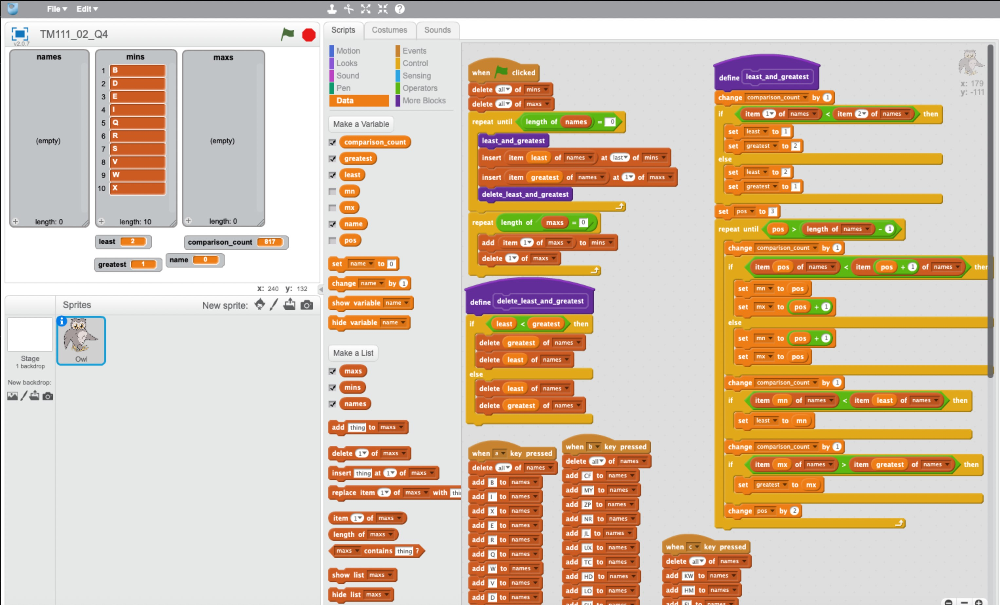 File▼ Edit▼
v2.0.7
TM111_02_Q4
names
(empty)
+ length: 0
mins
1 B
2 D
3 E
4 I
5 Q
6 R
7 S
8 V
9 W
10 X
+ length: 10
maxs
(empty)
+ length: 0
least 2
comparison_count 817
greatest 1
name 0
x: 240 y: 132
Sprites
New sprite:
Owl
Stage
1 backdrop
New backdrop:
Scripts Costumes Sounds
Motion Events
Looks Control
Sound Sensing
Pen Operators
Data More Blocks
Make a Variable
comparison_count
greatest
least
mn
mx
name
pos
set name to 0
change name by 1
show variable name
hide variable name
Make a List
maxs
mins
names
add thing to maxs
delete 1 of maxs
insert thing at 1 of maxs
replace item 1 of maxs with
item 1 of maxs
length of maxs
maxs contains thing ?
show list maxs
hide list maxs
when clicked
delete all of mins
delete all of maxs
repeat until length of names = 0
least_and_greatest
insert item least of names at last of mins
insert item greatest of names at 1 of maxs
delete_least_and_greatest
repeat length of maxs = 0
add item 1 of maxs to mins
delete 1 of maxs
define delete_least_and_greatest
if least < greatest then
delete greatest of names
delete least of names
else
delete least of names
delete greatest of names
when a key pressed
delete all of names
add B to names
add I to names
add X to names
add E to names
add R to names
add Q to names
add W to names
add V to names
add D to names
when b key pressed
delete all of names
add CF to names
add MY to names
add ZP to names
add NR to names
add JL to names
add UX to names
add TC to names
add HD to names
add LO to names
when c key pressed
delete all of names
add KW to names
add HM to names
define least_and_greatest
change comparison_count by 1
if item 1 of names < item 2 of names then
set least to 1
set greatest to 2
else
set least to 2
set greatest to 1
set pos to 3
repeat until pos > length of names - 1
change comparison_count by 1
if item pos of names < item pos + 1 of names then
set mn to pos
set mx to pos + 1
else
set mn to pos + 1
set mx to pos
change comparison_count by 1
if item mn of names < item least of names then
set least to mn
change comparison_count by 1
if item mx of names > item greatest of names then
set greatest to mx
change pos by 2
x: 179
y: -111